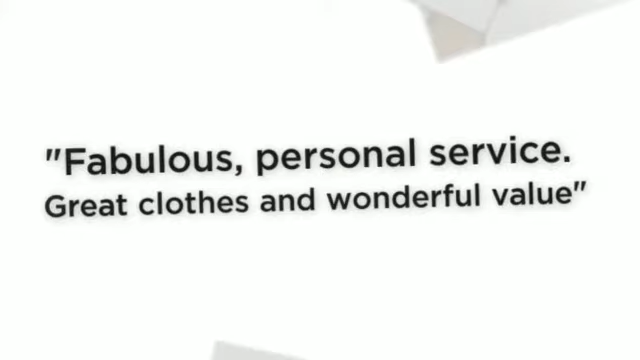 "Fabulous, personal service.
Great clothes and wonderful value"